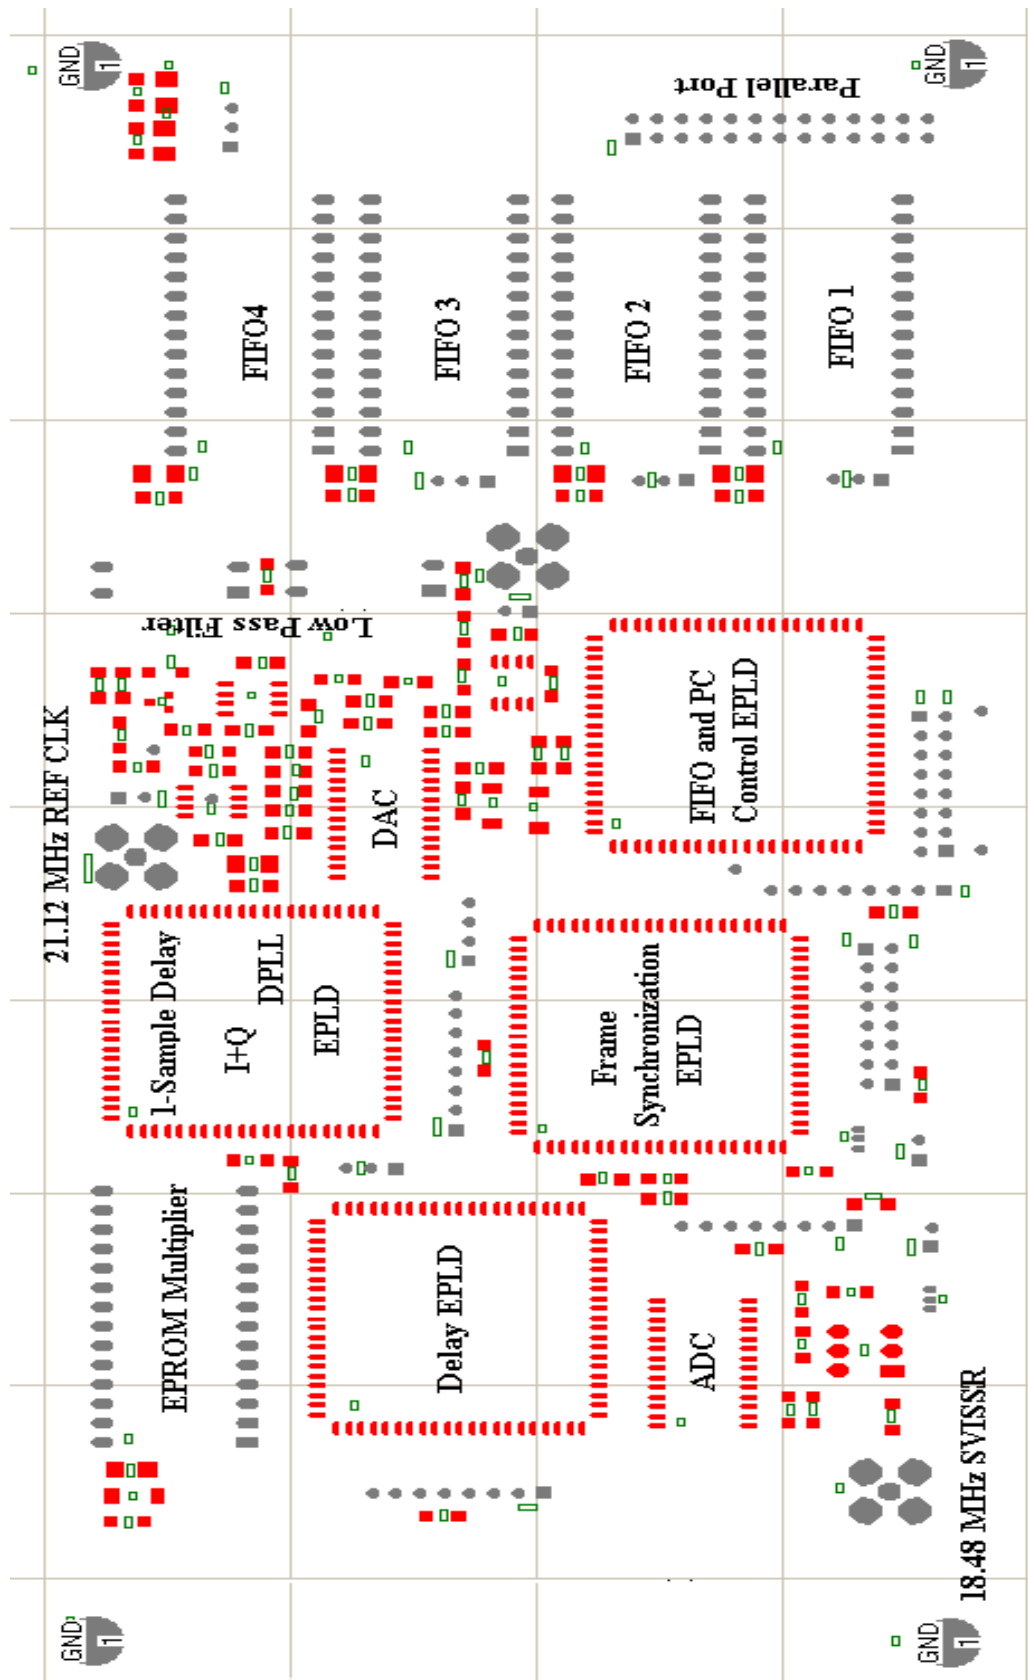 GND
1
GND
1
Parallel Port
FIFO4
FIFO 3
FIFO 2
FIFO 1
Low Pass Filter
21.12 MHz REF CLK
DAC
FIFO and PC
Control EPLD
1-Sample Delay
I+Q
DPLL
EPLD
Frame
Synchronization
EPLD
EPROM Multiplier
Delay EPLD
ADC
18.48 MHz SVISSR
GND
1
GND
1